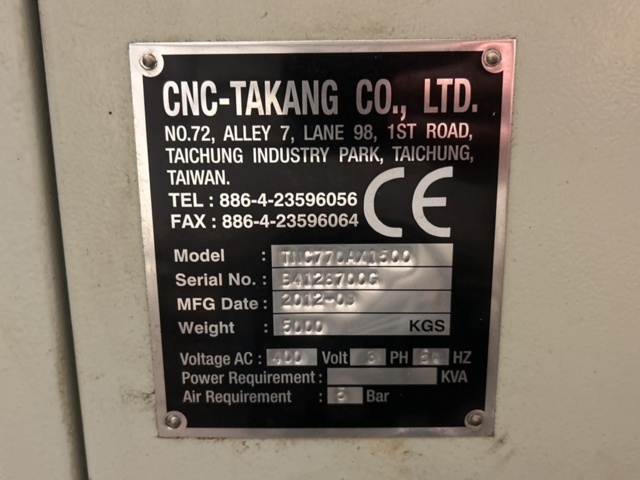 CNC-TAKANG CO., LTD.
NO.72, ALLEY 7, LANE 98, 1ST ROAD,
TAICHUNG INDUSTRY PARK, TAICHUNG,
TAIWAN.
TEL : 886-4-23596056
FAX : 886-4-23596064
CE
Model : TNC770AX1500
Serial No. :
MFG Date :
Weight : 5000 KGS
Voltage AC : 400 Volt 3 PH HZ
Power Requirement : KVA
Air Requirement : Bar